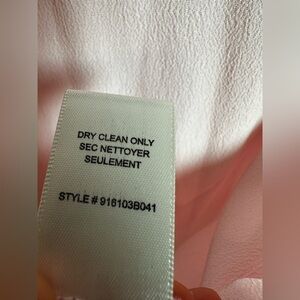 DRY CLEAN ONLY
SEC NETTOYER
SEULEMENT
STYLE # 916103B041